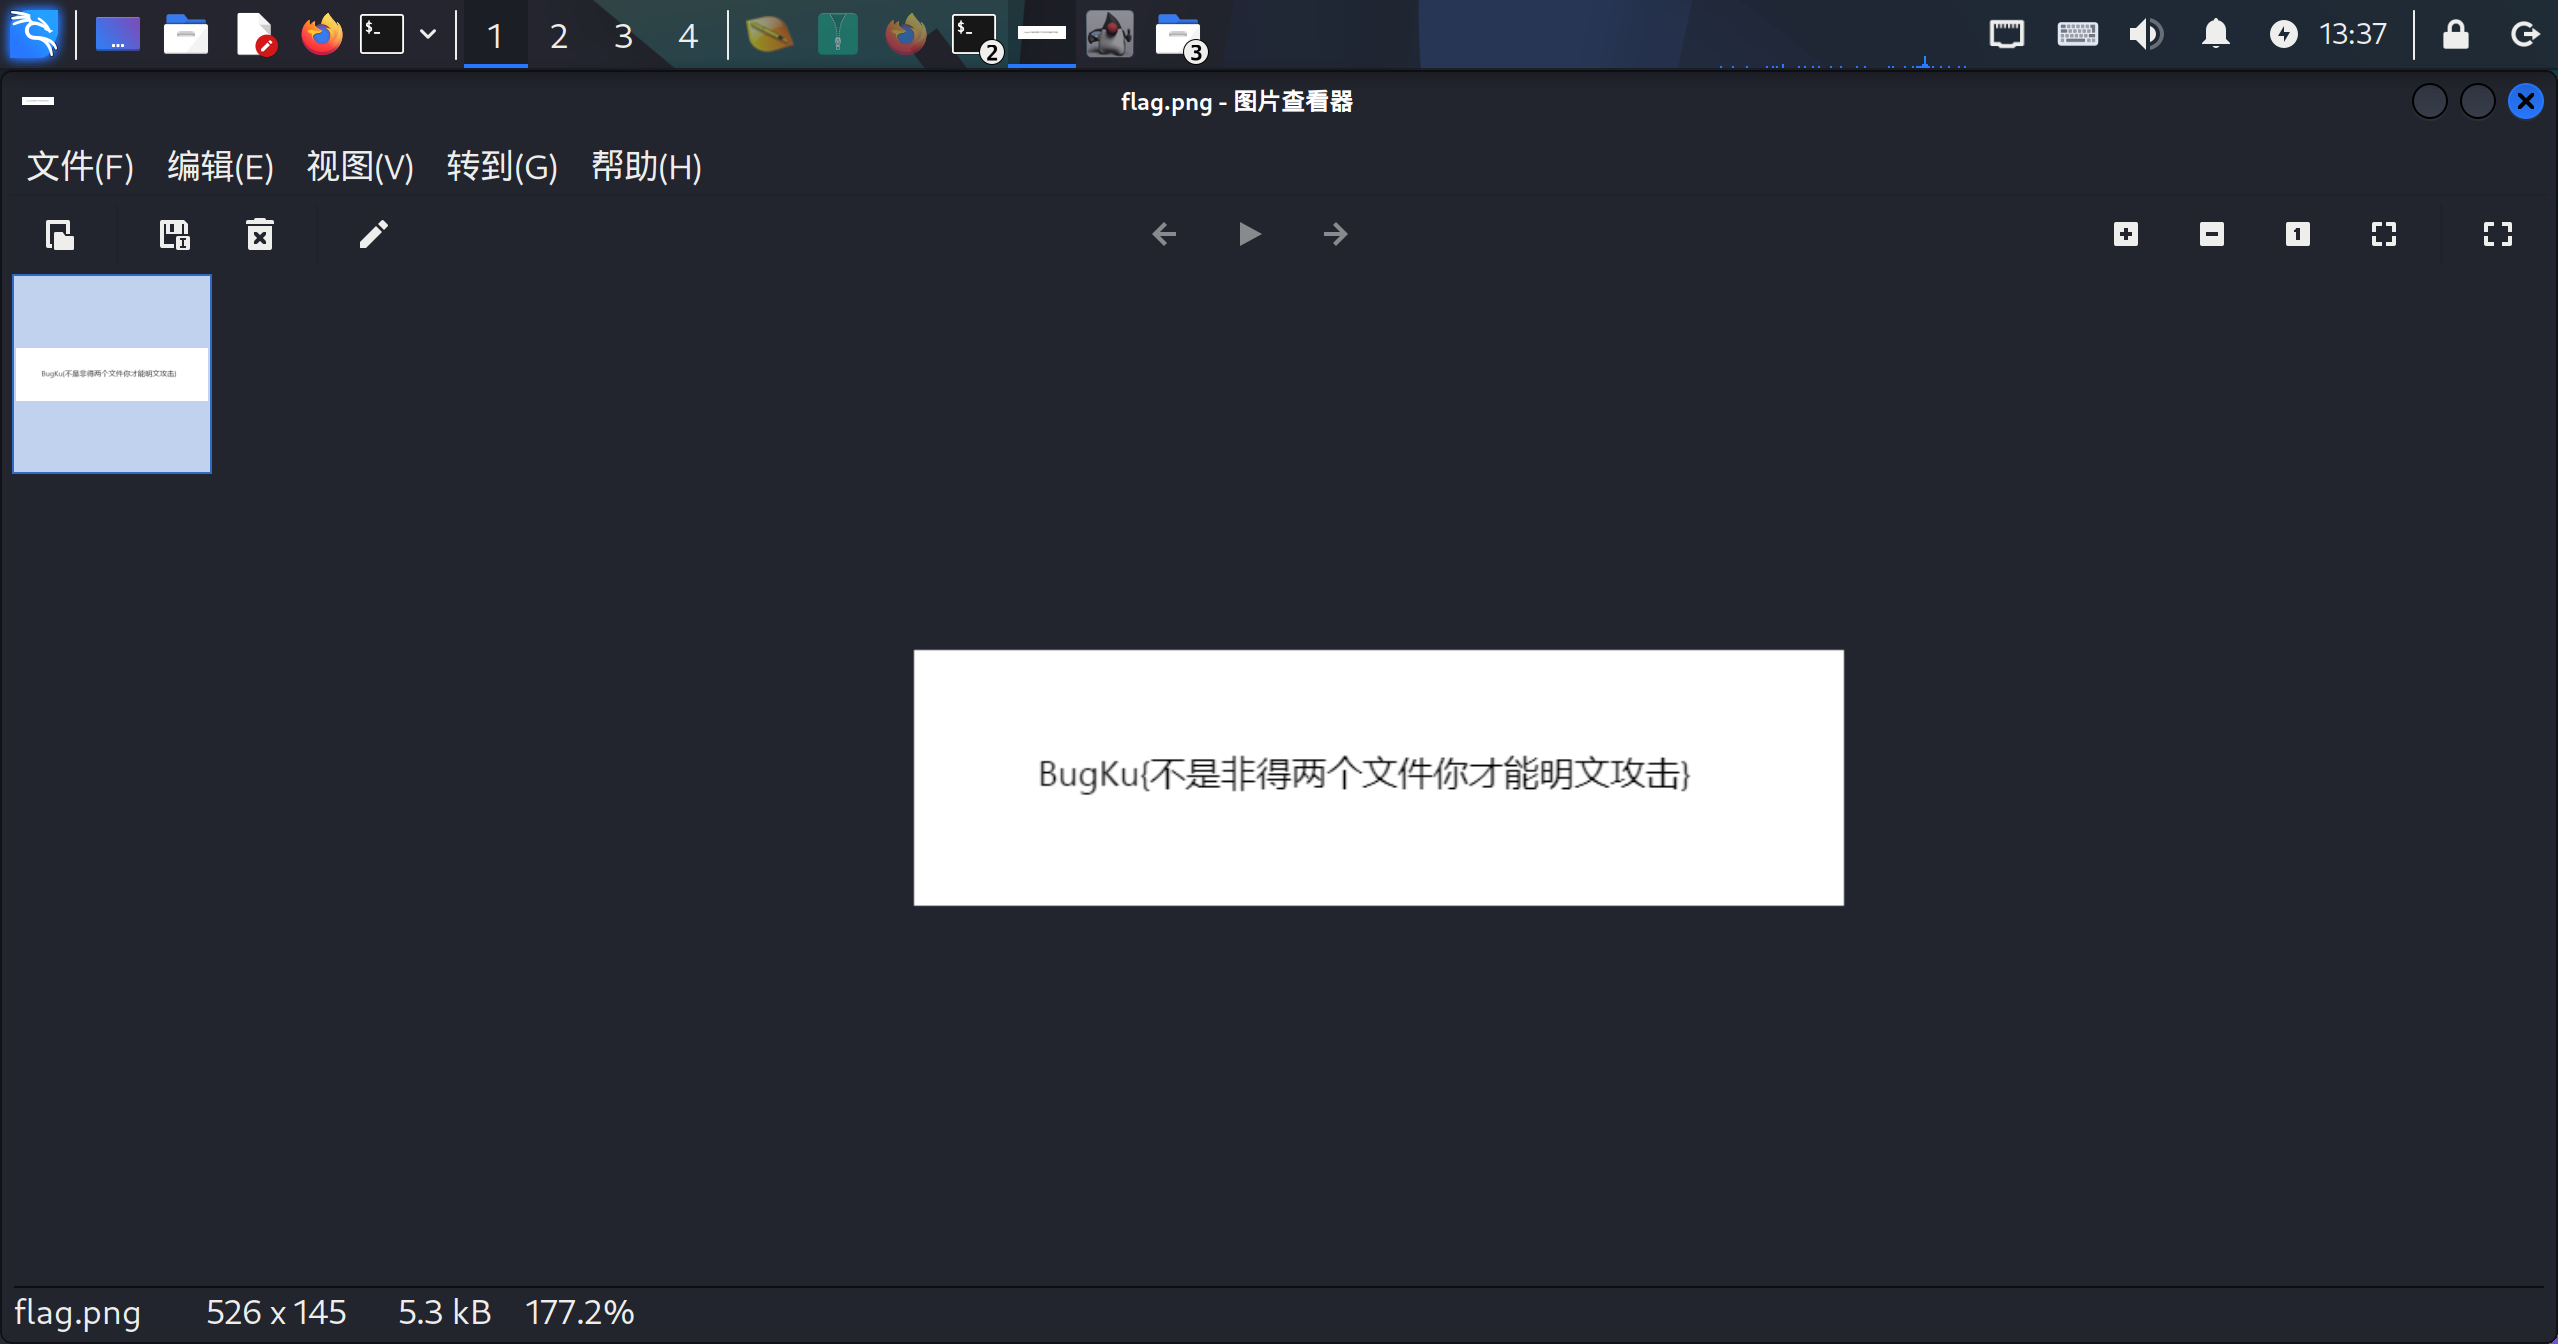 1 2 3 4 2 3 13:37
flag.png - 图片查看器
文件(F) 编辑(E) 视图(V) 转到(G) 帮助(H)
BugKu{不是非得两个文件你才能明文攻击}
BugKu{不是非得两个文件你才能明文攻击}
flag.png 526 x 145 5.3 kB 177.2%